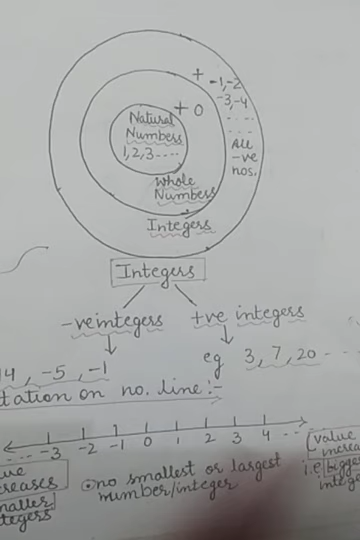 +
-1, -2
-3, -4
.....
....
All
-ve
nos.
+ 0
Natural
Numbers
1, 2, 3 ....
Whole
Numbers
Integers
Integers
-ve integers +ve integers
, -5, -1 eg 3, 7, 20 ...
tation on no. line :-
.... -3 -2 -1 0 1 2 3 4 ...
no smallest or largest
number/integer
value
i.e